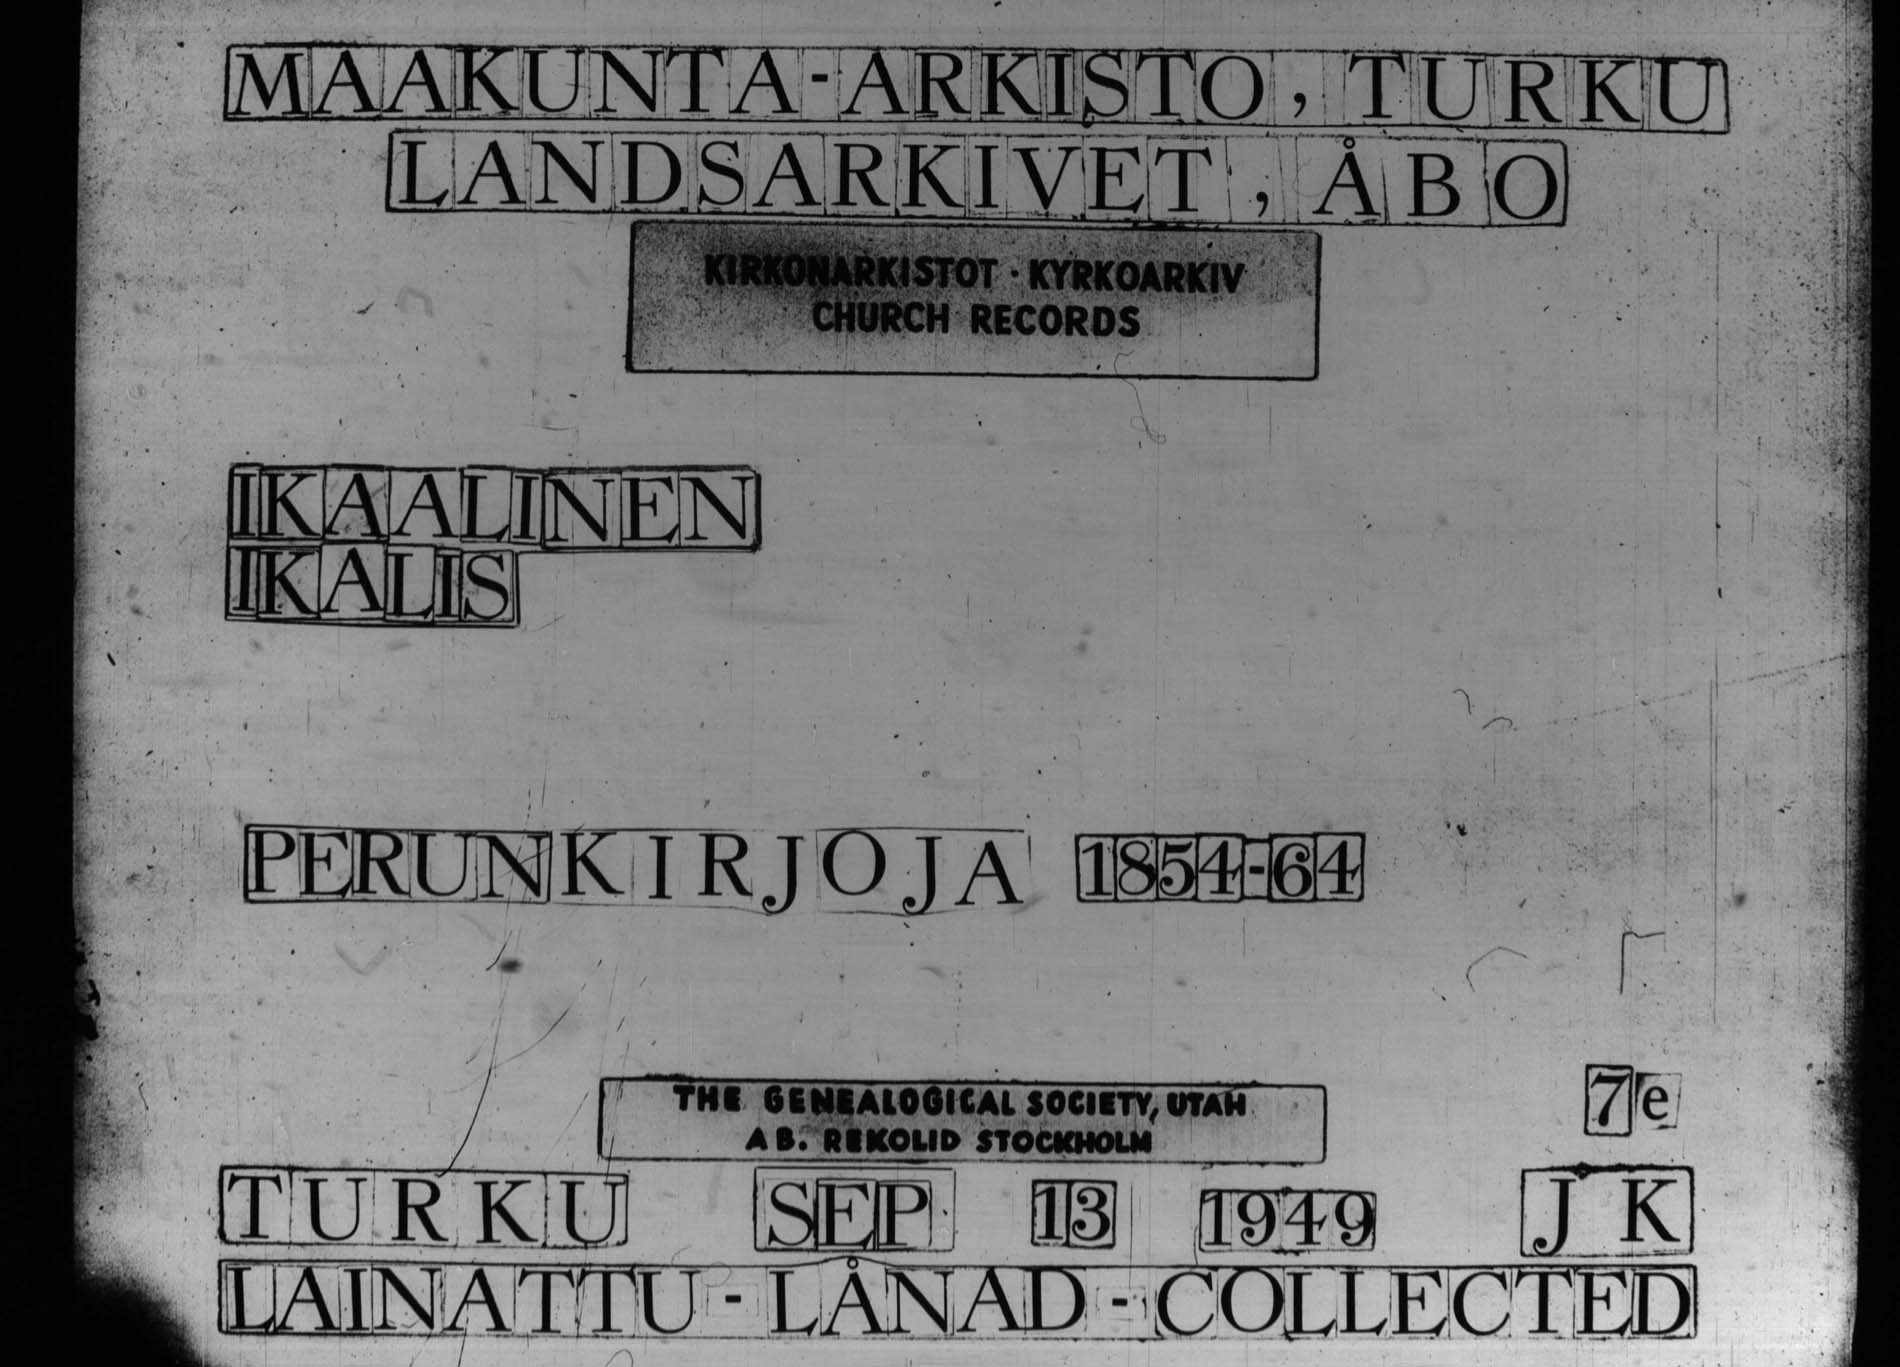 MAAKUNTA-ARKISTO, TURKU
LANDSARKIVET, ÅBO
KIRKONARKISTOT · KYRKOARKIV
CHURCH RECORDS
IKAALINEN
IKALIS
PERUNKIRJOJA 1854-64
7e
THE GENEALOGICAL SOCIETY, UTAH
AB. REKOLID STOCKHOLM
TURKU SEP 13 1949 JK
LAINATTU - LÅNAD - COLLECTED